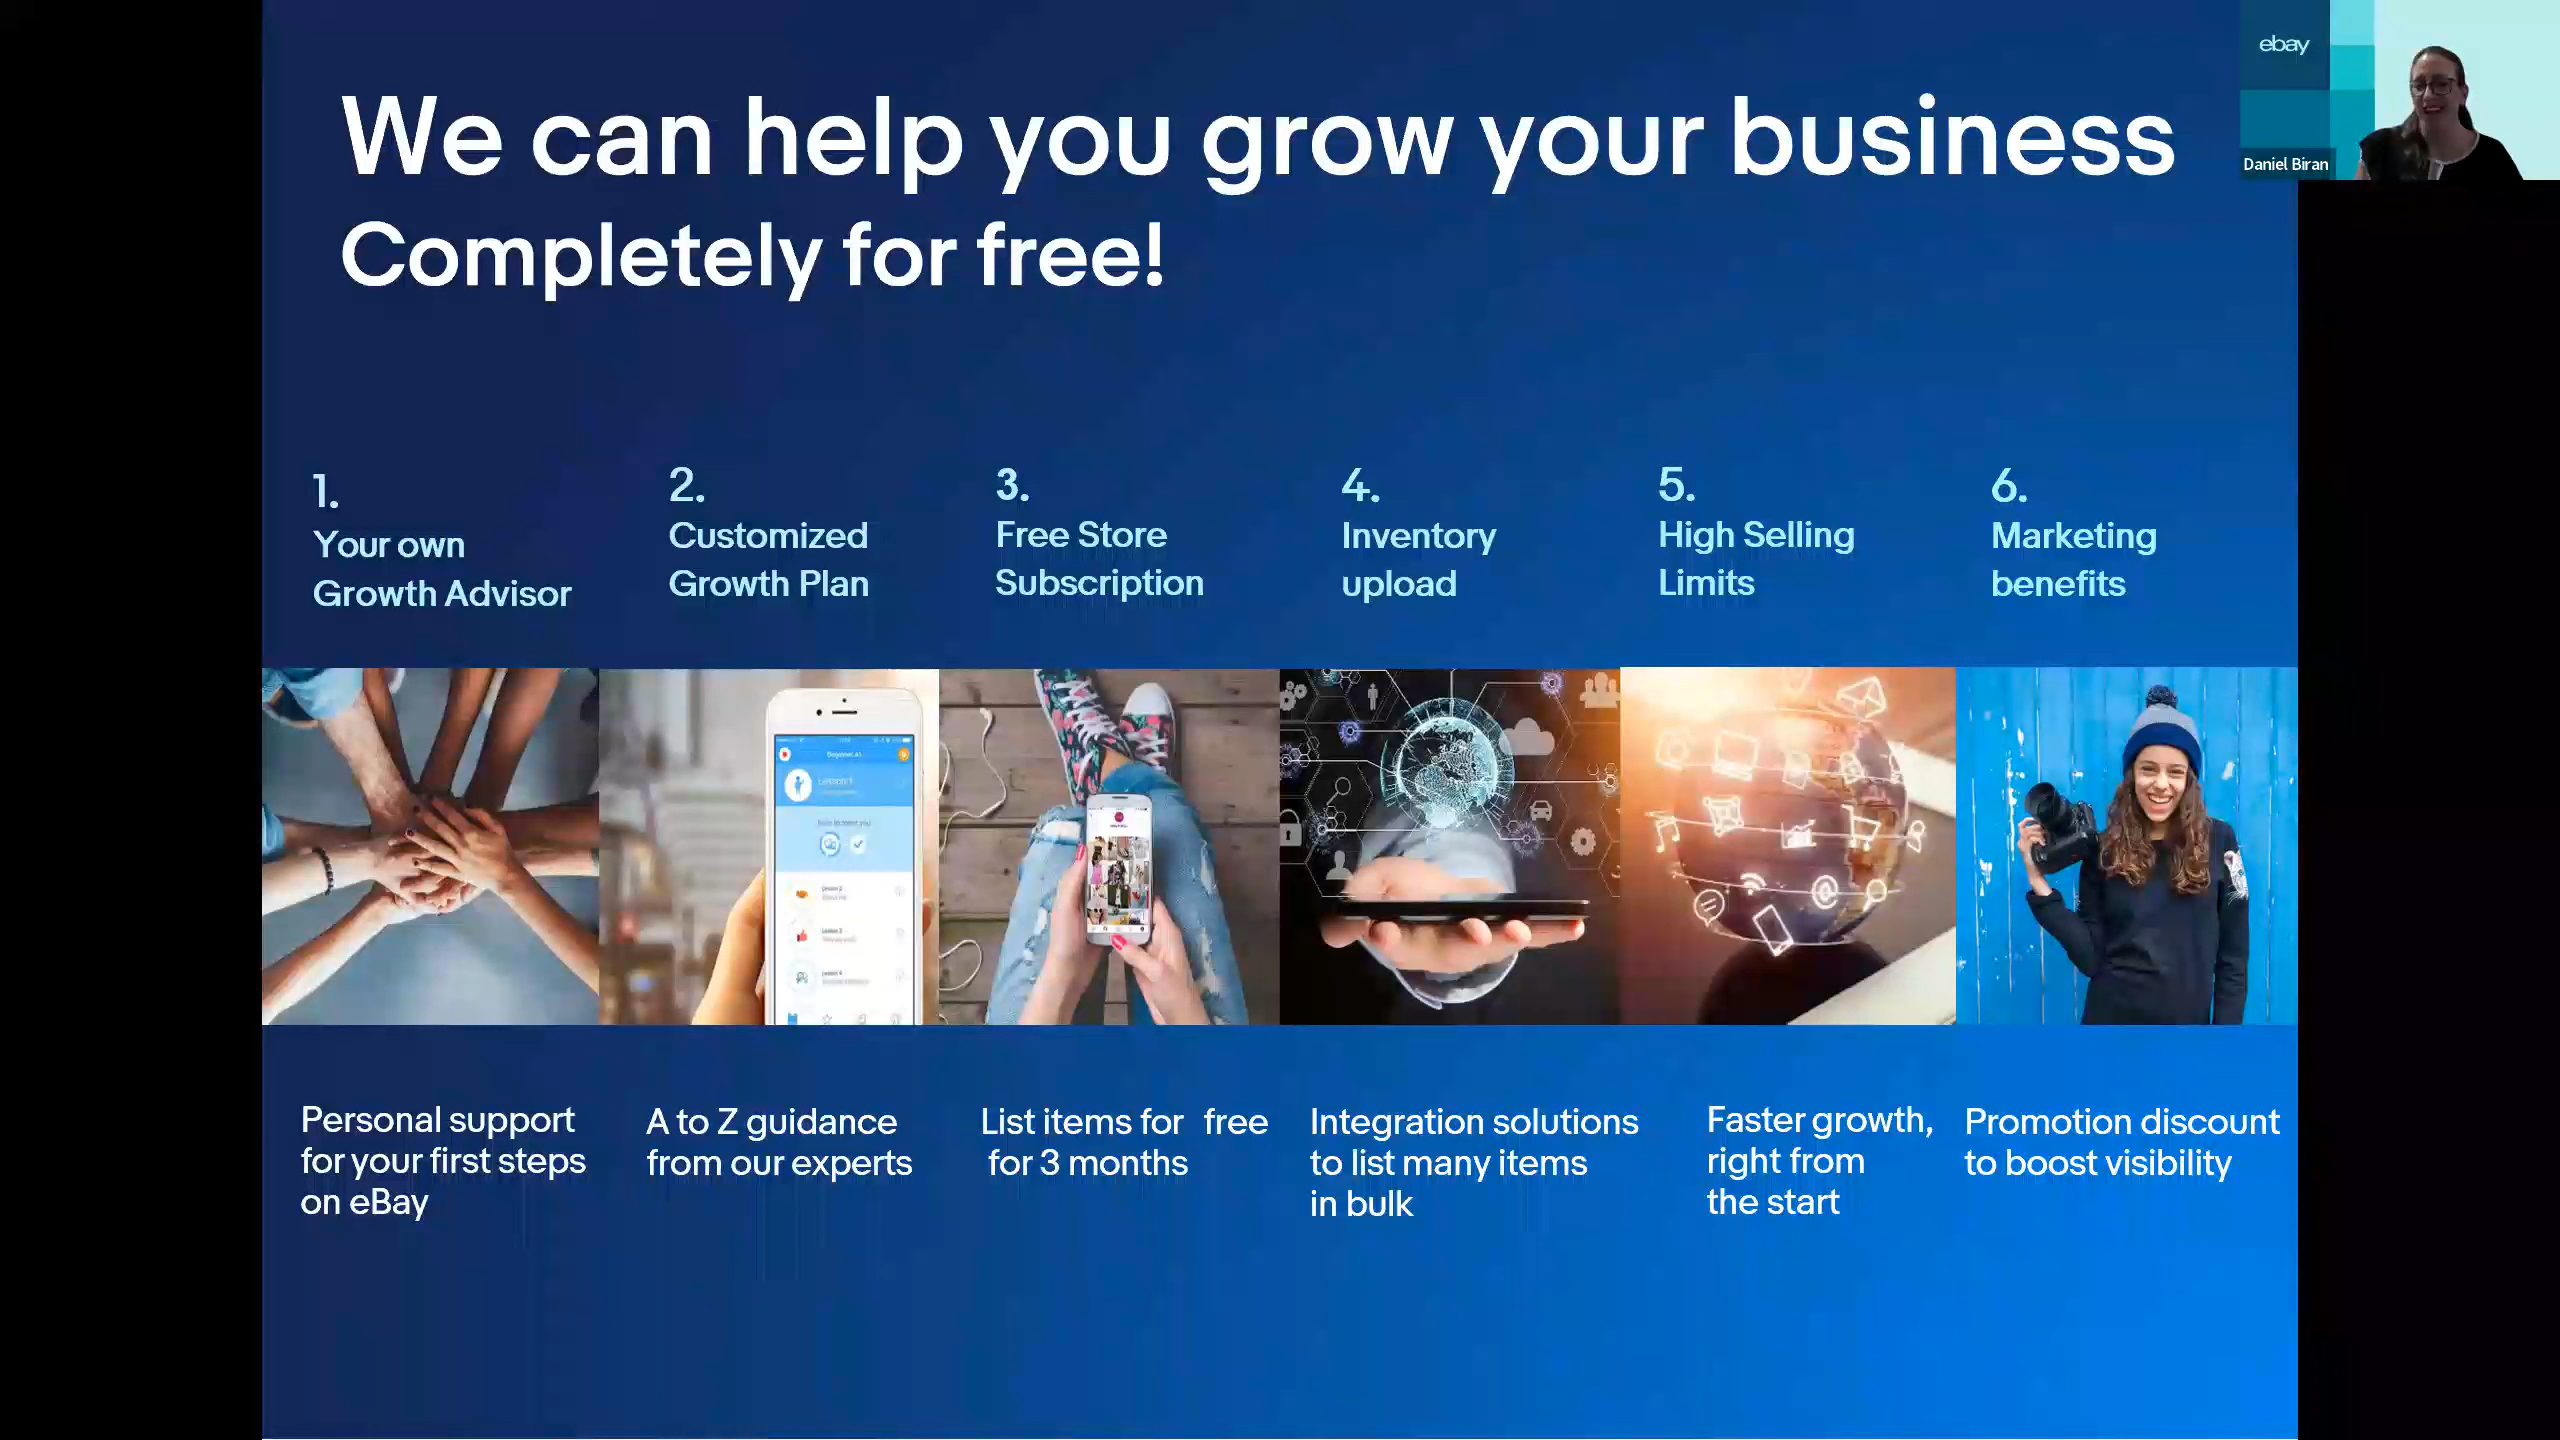 We can help you grow your business
Completely for free!
ebay
Daniel Biran
1.
Your own
Growth Advisor
2.
Customized
Growth Plan
3.
Free Store
Subscription
4.
Inventory
upload
5.
High Selling
Limits
6.
Marketing
benefits
Personal support
for your first steps
on eBay
A to Z guidance
from our experts
List items for free
for 3 months
Integration solutions
to list many items
in bulk
Faster growth,
right from
the start
Promotion discount
to boost visibility